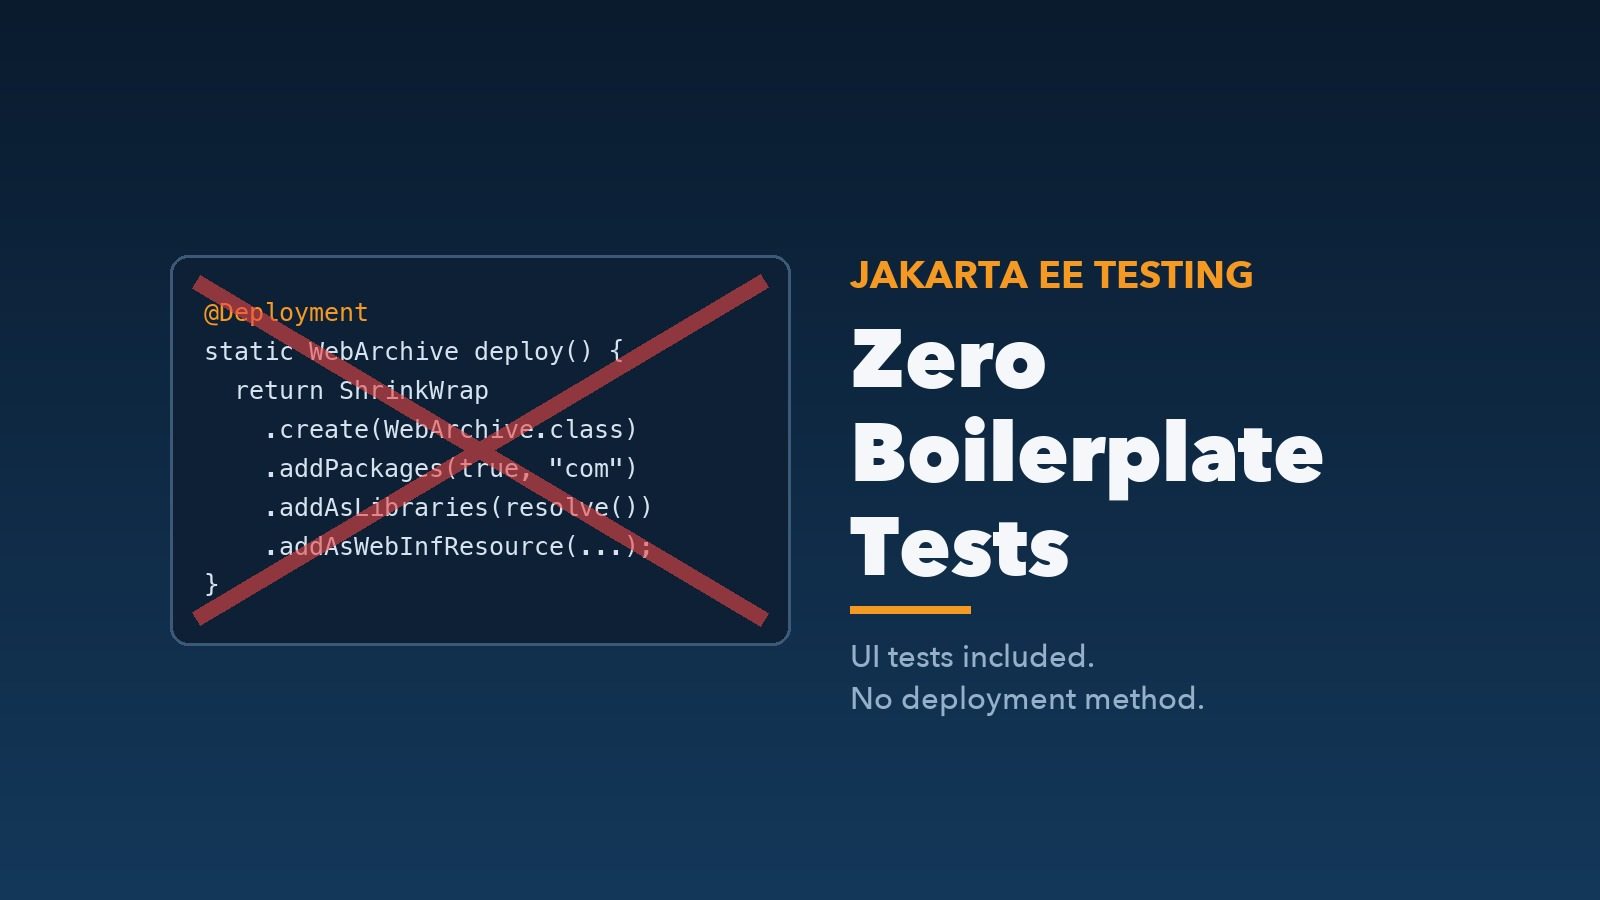 @Deployment
static WebArchive deploy() {
  return ShrinkWrap
    .create(WebArchive.class)
    .addPackages(true, "com")
    .addAsLibraries(resolve())
    .addAsWebInfResource(...);
}
JAKARTA EE TESTING
Zero
Boilerplate
Tests
UI tests included.
No deployment method.